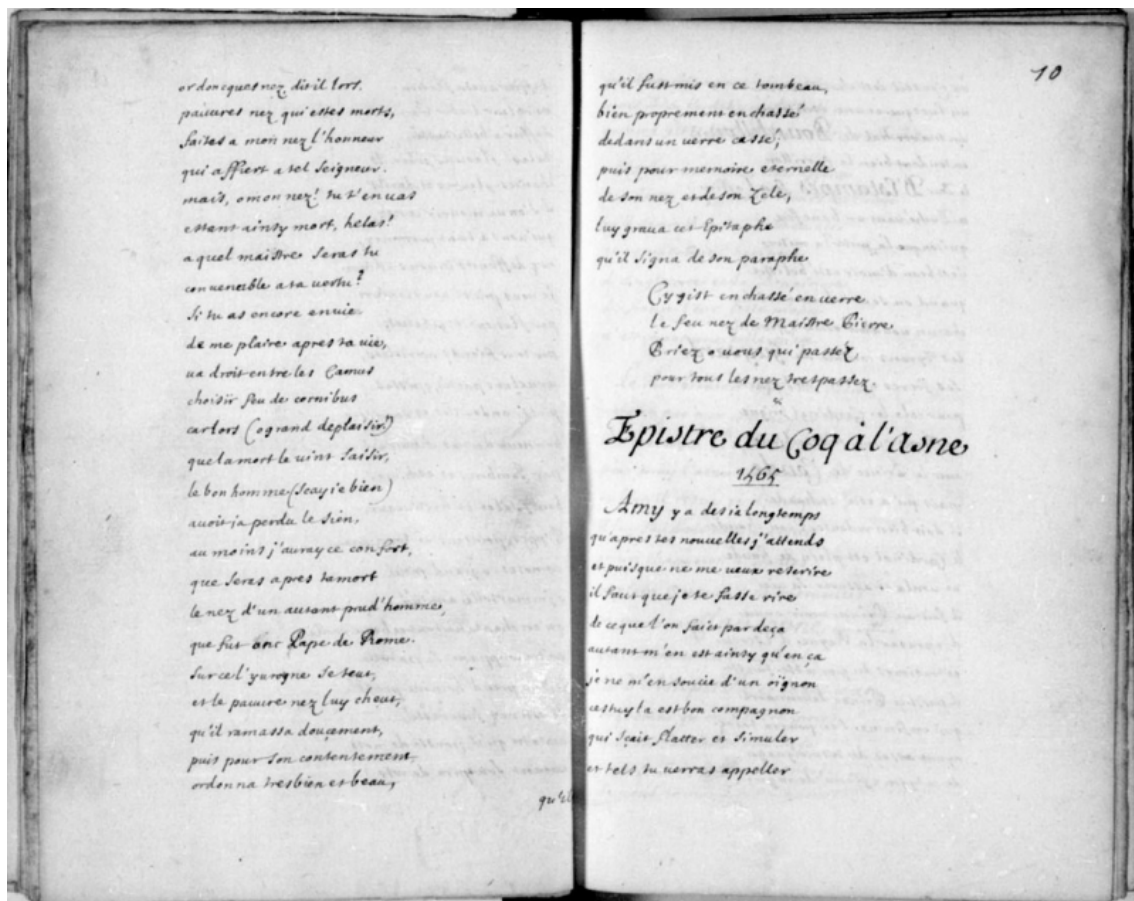 or doncques nez, dit il lors,
pauures nez qui estes morts,
faites a mon nez l'honneur
qui affiert a tel seigneur.
mais, o mon nez! tu t'en uas
estant ainsy mort, helas!
a quel maistre seras tu
conuenable a ta uertu?
si tu as encore enuie
de me plaire apres ta uie,
ua droit entre les Camus
choisir feu de cornibus
car lors (o grand deplaisir!)
que la mort le uint saisir,
le bon homme (scay ie bien)
auoit ja perdu le sien,
au moins j'auray ce confort,
que seras apres ta mort
le nez d'un autant prud'homme,
que fut onc Pape de Rome.
sur ce l'yurogne se teut,
et le pauure nez luy cheut,
qu'il ramassa doucement,
puis pour son contentement
ordonna tresbien et beau,
qu'il
10
qu'il fust mis en ce tombeau,
bien proprement enchassé
dedans un uerre cassé,
puis pour memoire eternelle
de son nez et de son zele,
luy graua cet Epitaphe
qu'il signa de son paraphe
Cy gist enchassé en uerre
le feu nez de Maistre Pierre
Priez o uous qui passez
pour tous les nez trespassez.
Epistre du Coq à l'Asne
1565
Amy y a desia longtemps
qu'apres tes nouuelles j'attends
et puisque ne me ueux rescrire
il faut que je te fasse rire
de ce que l'on fait par deça
autant m'en est ainsy qu'en ça
je ne m'en soucie d'un oignon
cestuy la est bon compagnon
qui sçait flatter et simuler
et tels tu uerras appeller